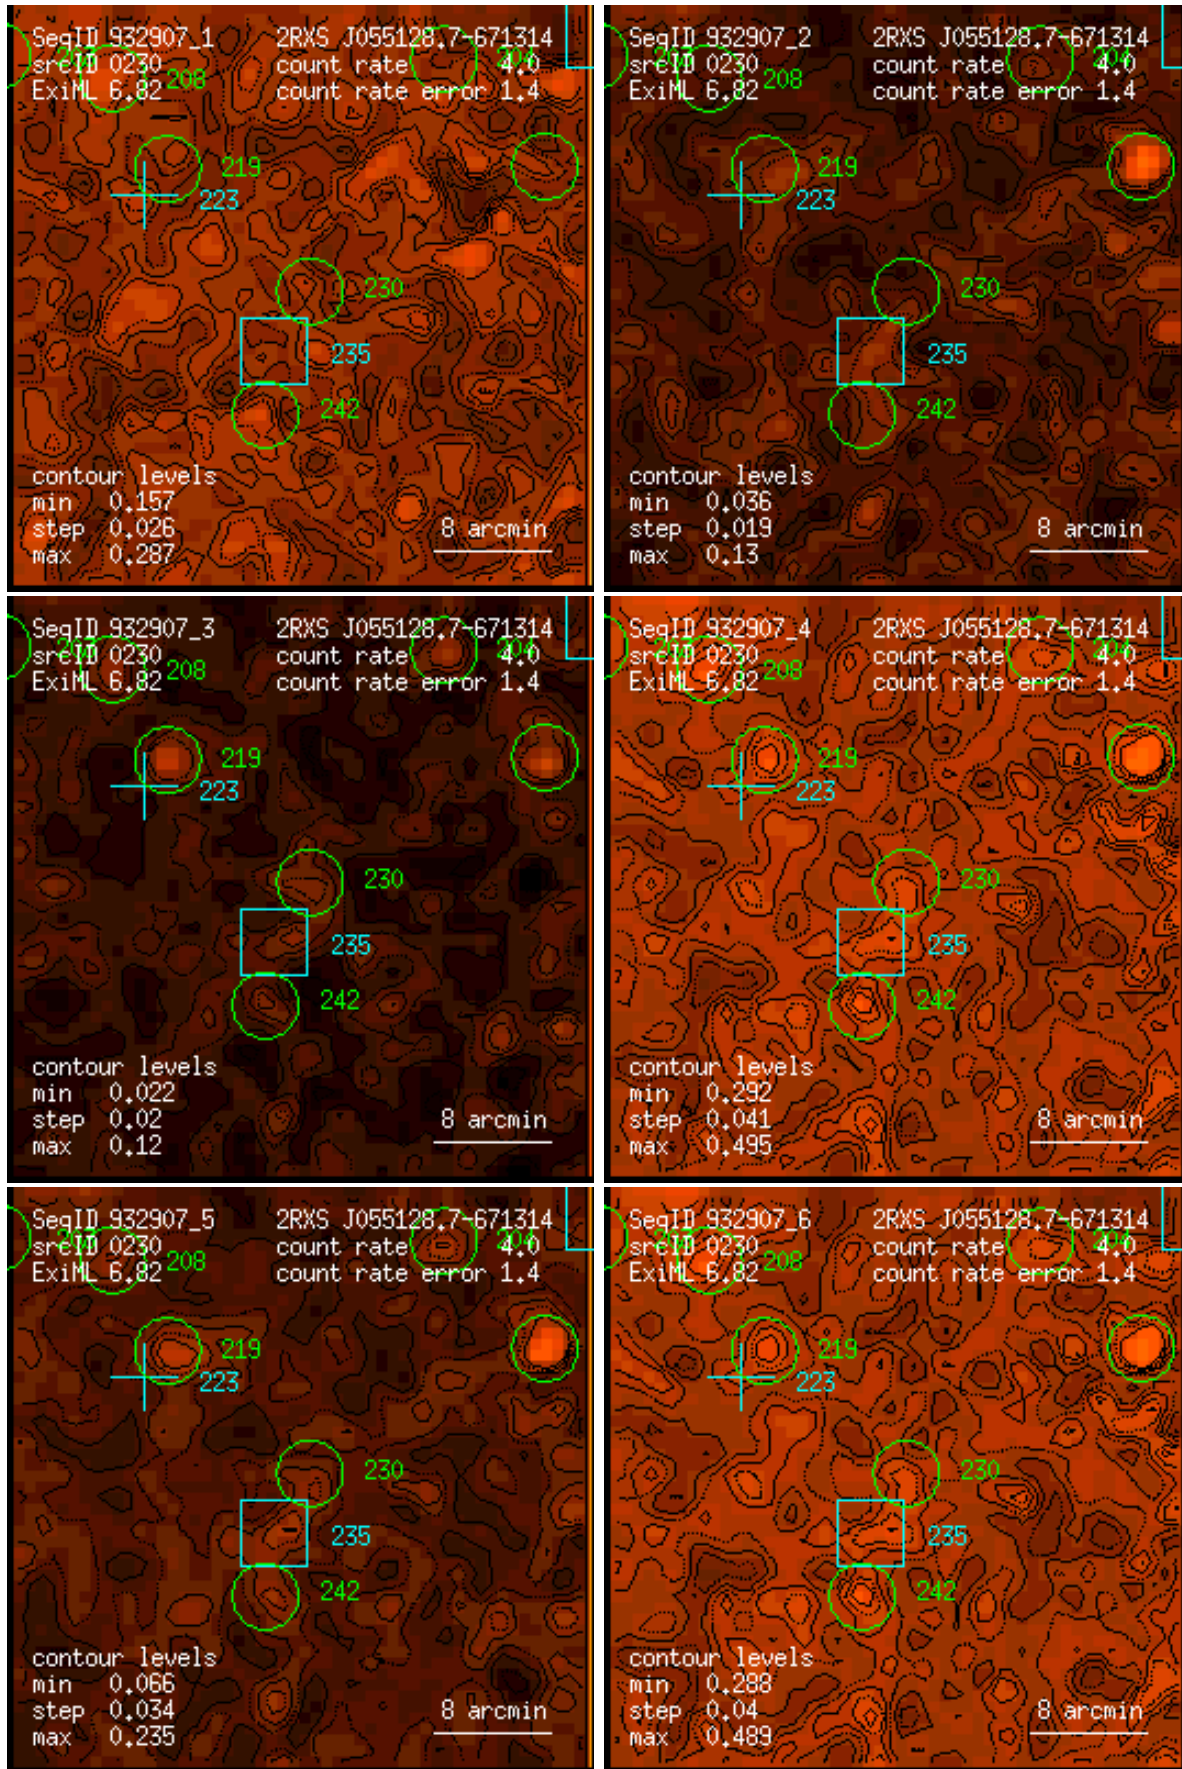 SeqID 932907_1 2RXS J055128.7-671314
srcID 0230 208 count rate 204 4.0
ExiML 6.82 count rate error 1.4
219
223
230
235
242
contour levels
min 0.157
step 0.026
max 0.287
8 arcmin
SeqID 932907_2 2RXS J055128.7-671314
srcID 0230 208 count rate 204 4.0
ExiML 6.82 count rate error 1.4
219
223
230
235
242
contour levels
min 0.036
step 0.019
max 0.13
8 arcmin
SeqID 932907_3 2RXS J055128.7-671314
srcID 0230 208 count rate 204 4.0
ExiML 6.82 count rate error 1.4
219
223
230
235
242
contour levels
min 0.022
step 0.02
max 0.12
8 arcmin
SeqID 932907_4 2RXS J055128.7-671314
srcID 0230 208 count rate 204 4.0
ExiML 6.82 count rate error 1.4
219
223
230
235
242
contour levels
min 0.292
step 0.041
max 0.495
8 arcmin
SeqID 932907_5 2RXS J055128.7-671314
srcID 0230 208 count rate 204 4.0
ExiML 6.82 count rate error 1.4
219
223
230
235
242
contour levels
min 0.066
step 0.034
max 0.235
8 arcmin
SeqID 932907_6 2RXS J055128.7-671314
srcID 0230 208 count rate 204 4.0
ExiML 6.82 count rate error 1.4
219
223
230
235
242
contour levels
min 0.288
step 0.04
max 0.489
8 arcmin